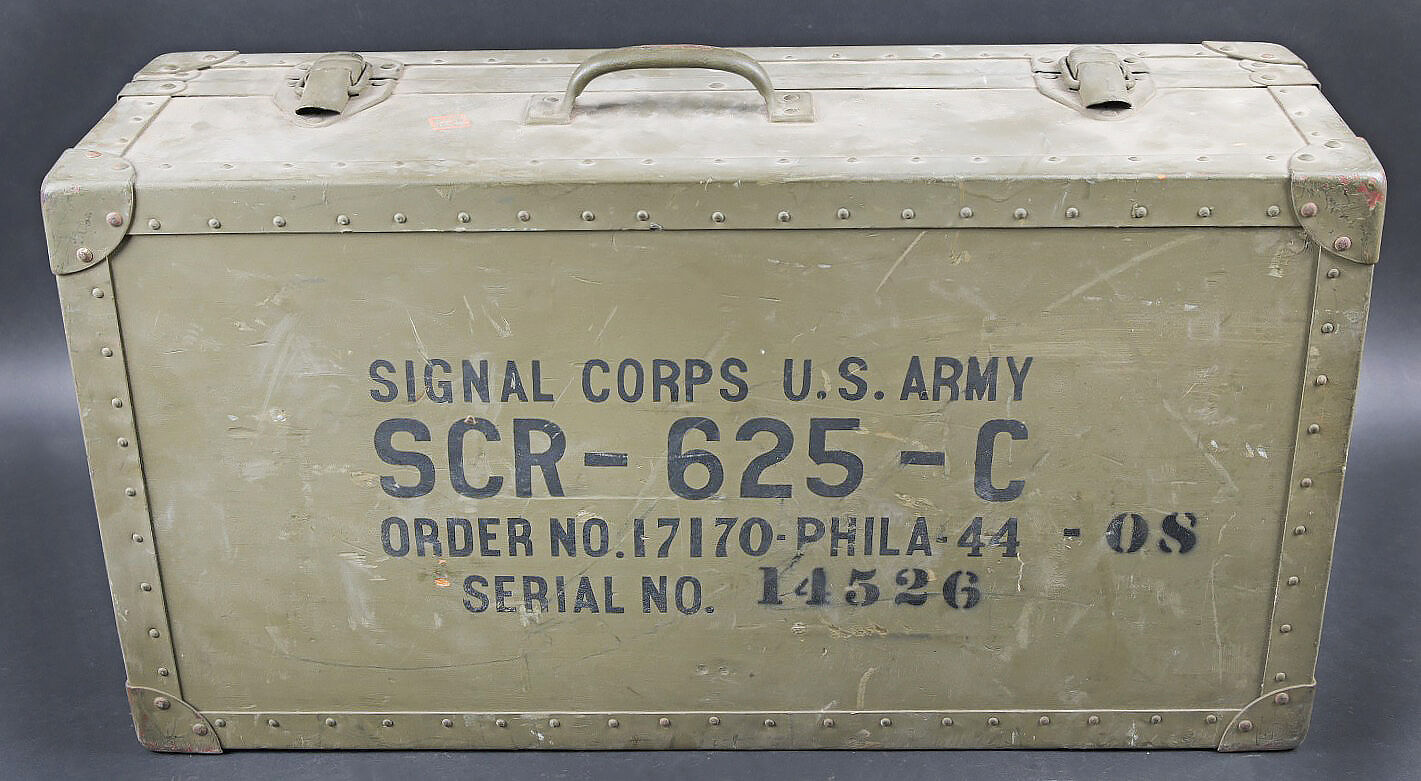 SIGNAL CORPS U.S. ARMY
SCR-625-C
ORDER NO. 17170-PHILA-44 - OS
SERIAL NO. 14526